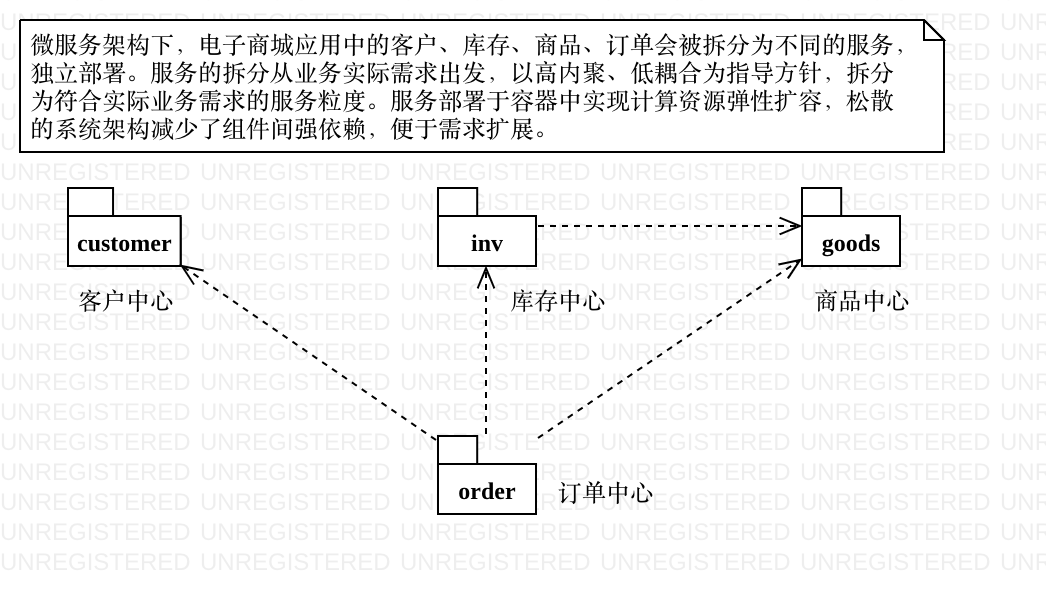 微服务架构下，电子商城应用中的客户、库存、商品、订单会被拆分为不同的服务，
独立部署。服务的拆分从业务实际需求出发，以高内聚、低耦合为指导方针，拆分
为符合实际业务需求的服务粒度。服务部署于容器中实现计算资源弹性扩容，松散
的系统架构减少了组件间强依赖，便于需求扩展。
customer
inv
goods
客户中心
库存中心
商品中心
order
订单中心
UNREGISTERED